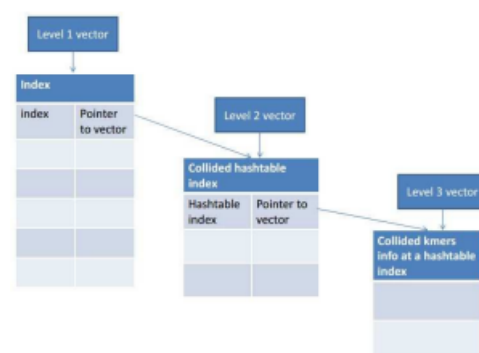 Level 1 vector
Index
index
Pointer
to vector
Level 2 vector
Collided hashtable
index
Hashtable
index
Pointer to
vector
Level 3 vector
Collided kmers
info at a hashtable
index